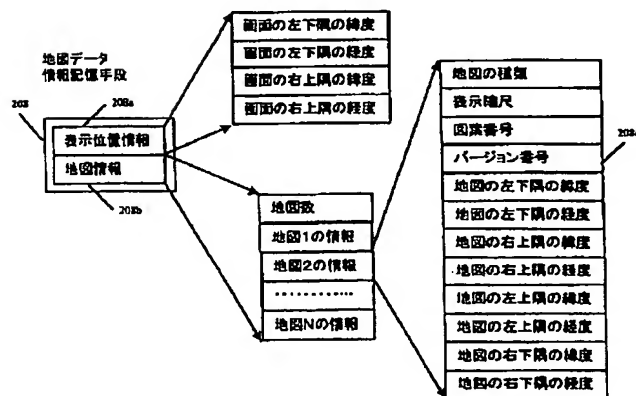 地図データ
情報記憶手段
208
208a
表示位置情報
地図情報
208b
画面の左下隅の緯度
画面の左下隅の経度
画面の右上隅の緯度
画面の右上隅の経度
地図数
地図1の情報
地図2の情報
・・・・・・・・・・・・
地図Nの情報
地図の種類
表示縮尺
図葉番号
バージョン番号
地図の左下隅の緯度
地図の左下隅の経度
地図の右上隅の緯度
地図の右上隅の経度
地図の左上隅の緯度
地図の左上隅の経度
地図の右下隅の緯度
地図の右下隅の経度